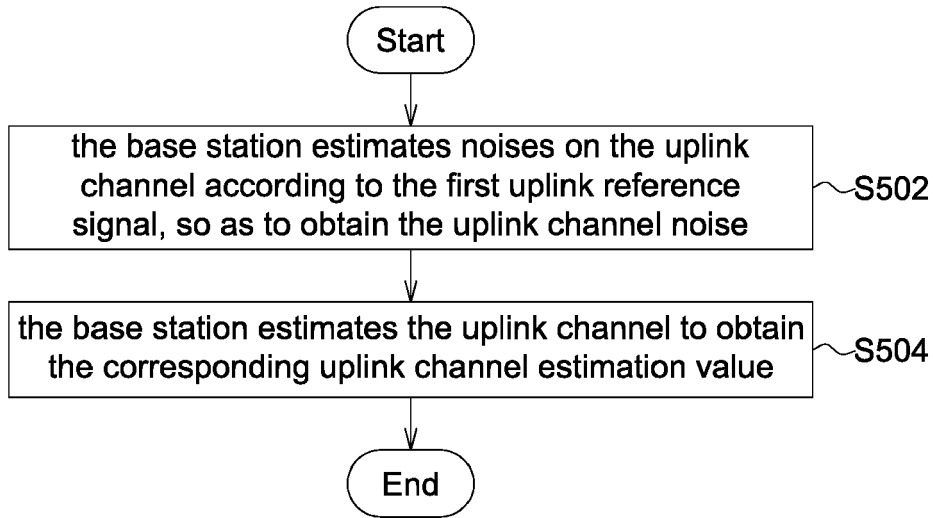 Start
the base station estimates noises on the uplink
channel according to the first uplink reference
signal, so as to obtain the uplink channel noise
S502
the base station estimates the uplink channel to obtain
the corresponding uplink channel estimation value
S504
End